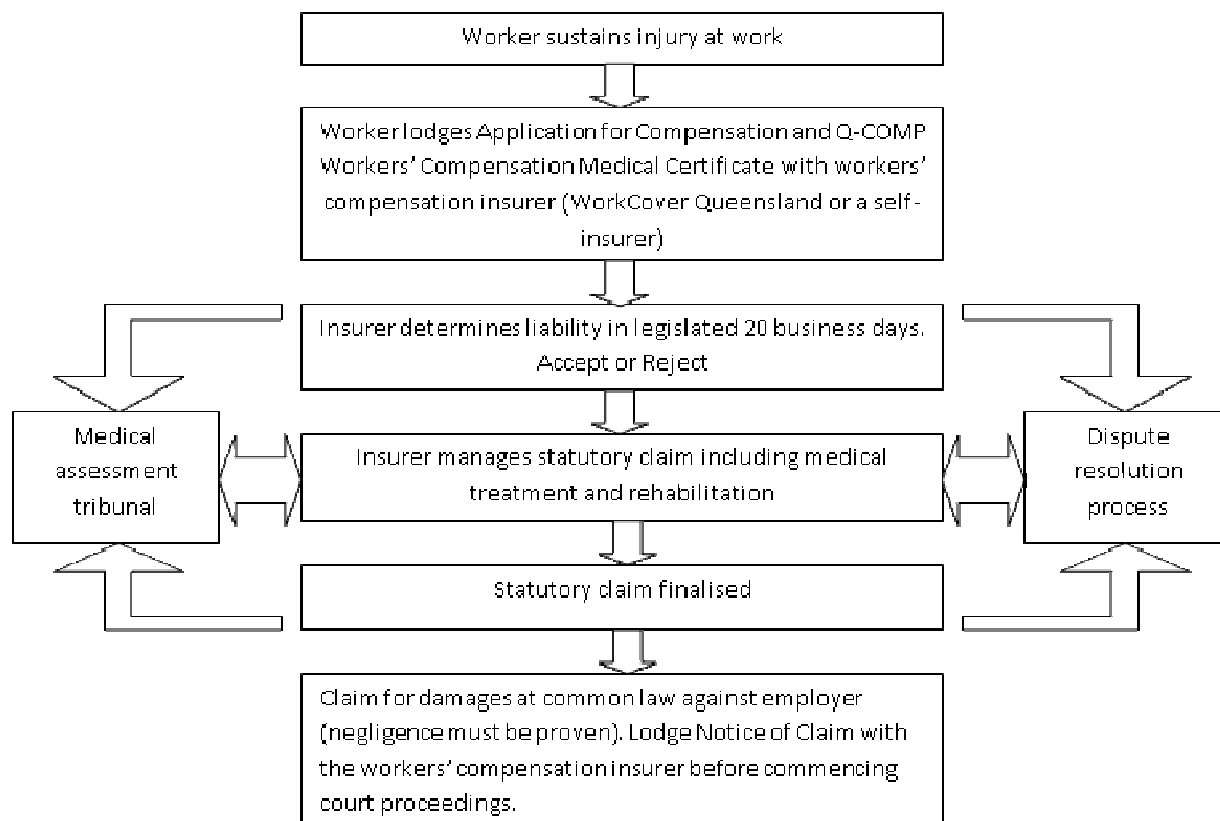 Worker sustains injury at work
Worker lodges Application for Compensation and Q-COMP
Workers' Compensation Medical Certificate with workers'
compensation insurer (WorkCover Queensland or a self-
insurer)
Insurer determines liability in legislated 20 business days.
Accept or Reject
Medical
assessment
tribunal
Insurer manages statutory claim including medical
treatment and rehabilitation
Dispute
resolution
process
Statutory claim finalised
Claim for damages at common law against employer
(negligence must be proven). Lodge Notice of Claim with
the workers' compensation insurer before commencing
court proceedings.